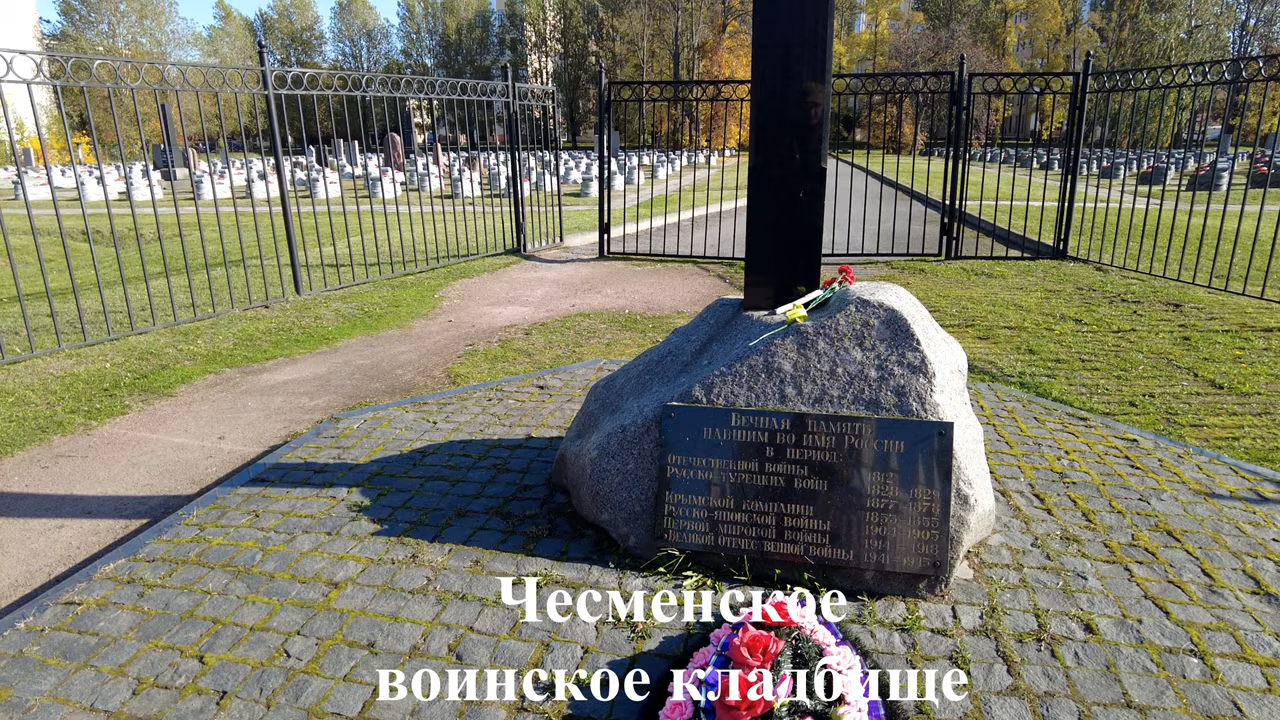 Вечная память
павшим во имя России
в период:
Отечественной войны 1812
Русско турецких войн 1828-1829
1877-1878
Крымской компании 1853-1855
Русско-японской войны 1904-1905
Первой мировой войны 1914-1918
Великой Отечественной войны 1941-1945
Чесменское
воинское кладбище